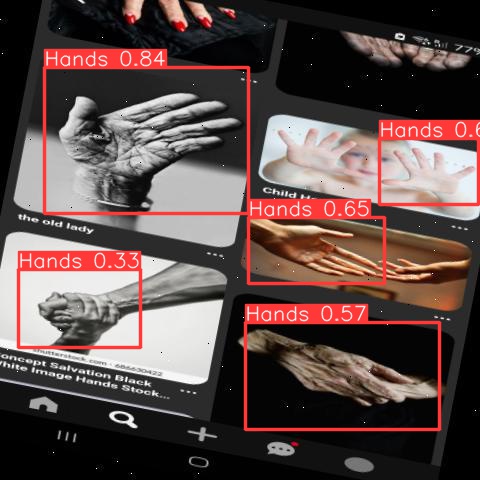 77%
Hands 0.84
Hands 0.6
Child H
Hands 0.65
the old lady
Hands 0.33
Hands 0.57
shutterstock.com · 686630422
Concept Salvation Black
White Image Hands Stock...